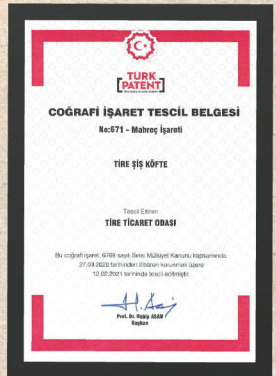 TÜRK
PATENT
COĞRAFİ İŞARET TESCİL BELGESİ
No:671 - Mahreç İşareti
TİRE ŞİŞ KÖFTE
Tescil Ettiren
TİRE TİCARET ODASI
Bu coğrafi işaret, 6769 sayılı Sınai Mülkiyet Kanunu kapsamında
27.03.2020 tarihinden itibaren korunmak üzere
12.02.2021 tarihinde tescil edilmiştir.
Prof. Dr. Habip ASAN
Başkan